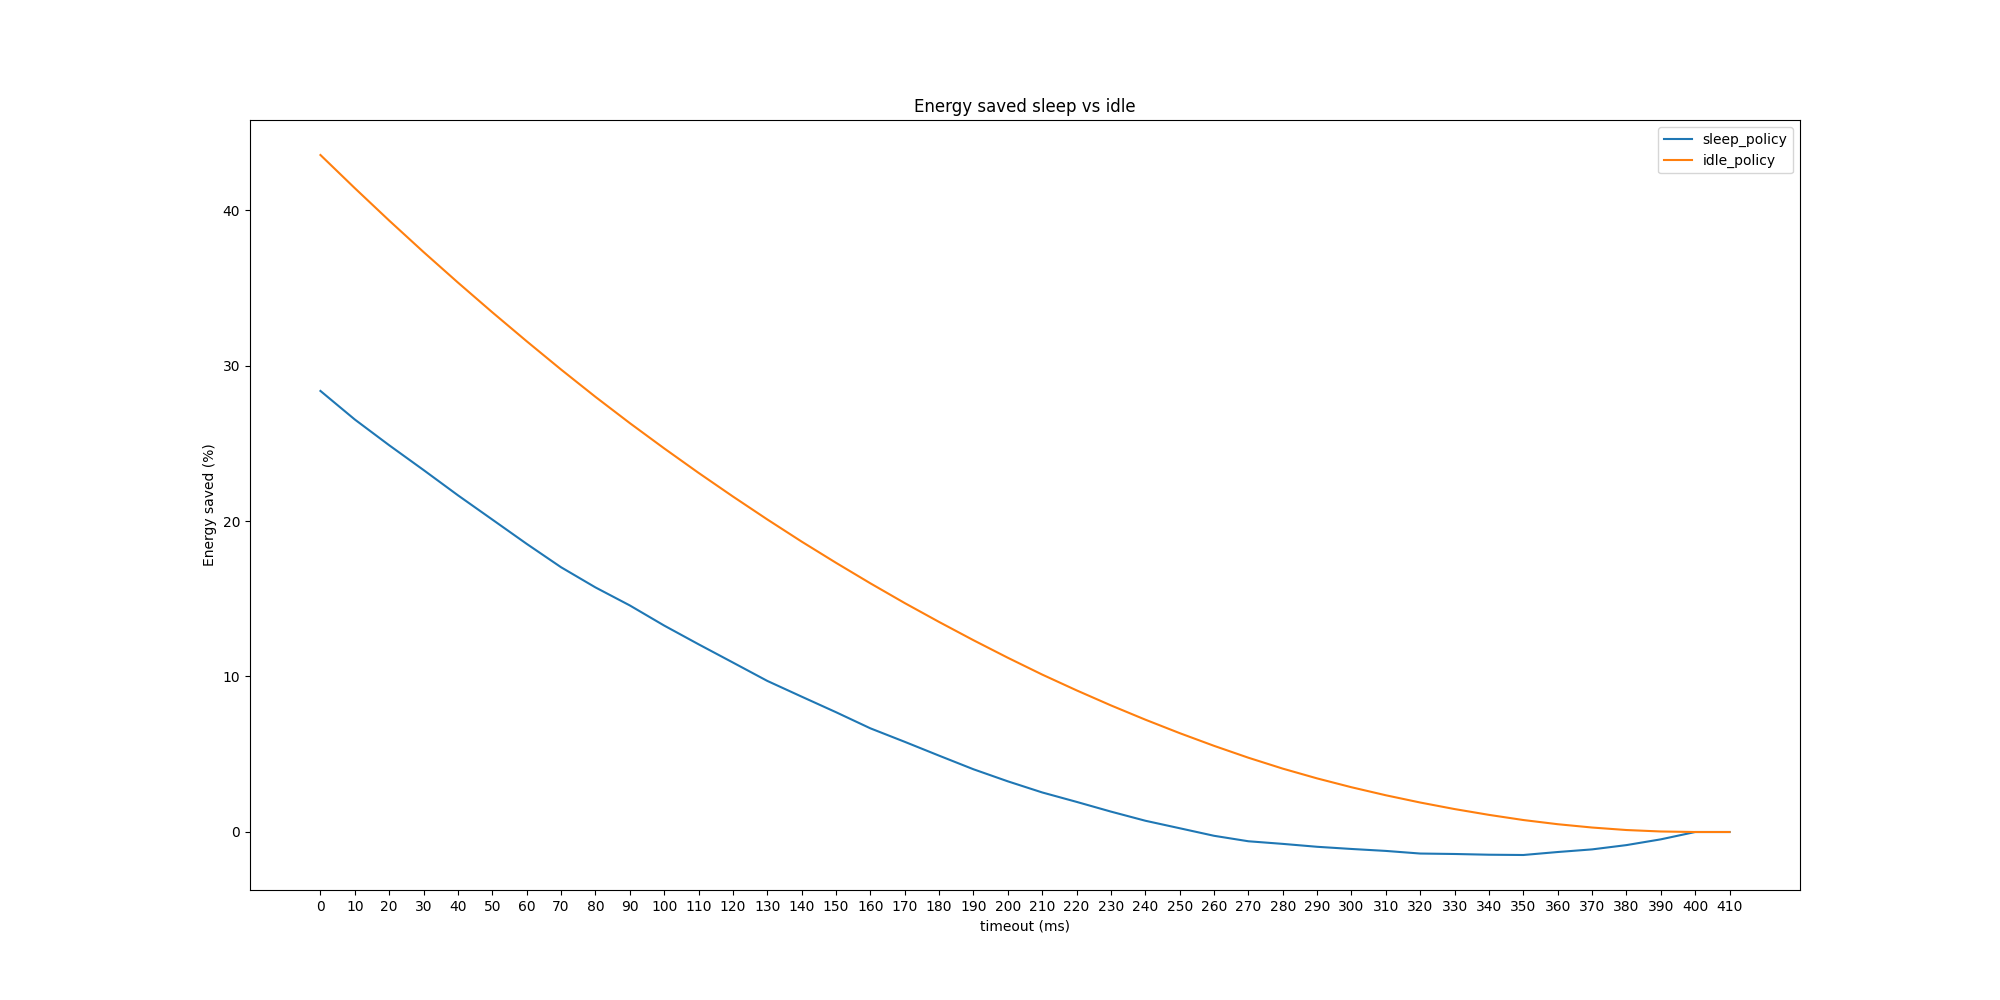 Energy saved sleep vs idle
sleep_policy
idle_policy
Energy saved (%)
40
30
20
10
0
0 10 20 30 40 50 60 70 80 90 100 110 120 130 140 150 160 170 180 190 200 210 220 230 240 250 260 270 280 290 300 310 320 330 340 350 360 370 380 390 400 410
timeout (ms)